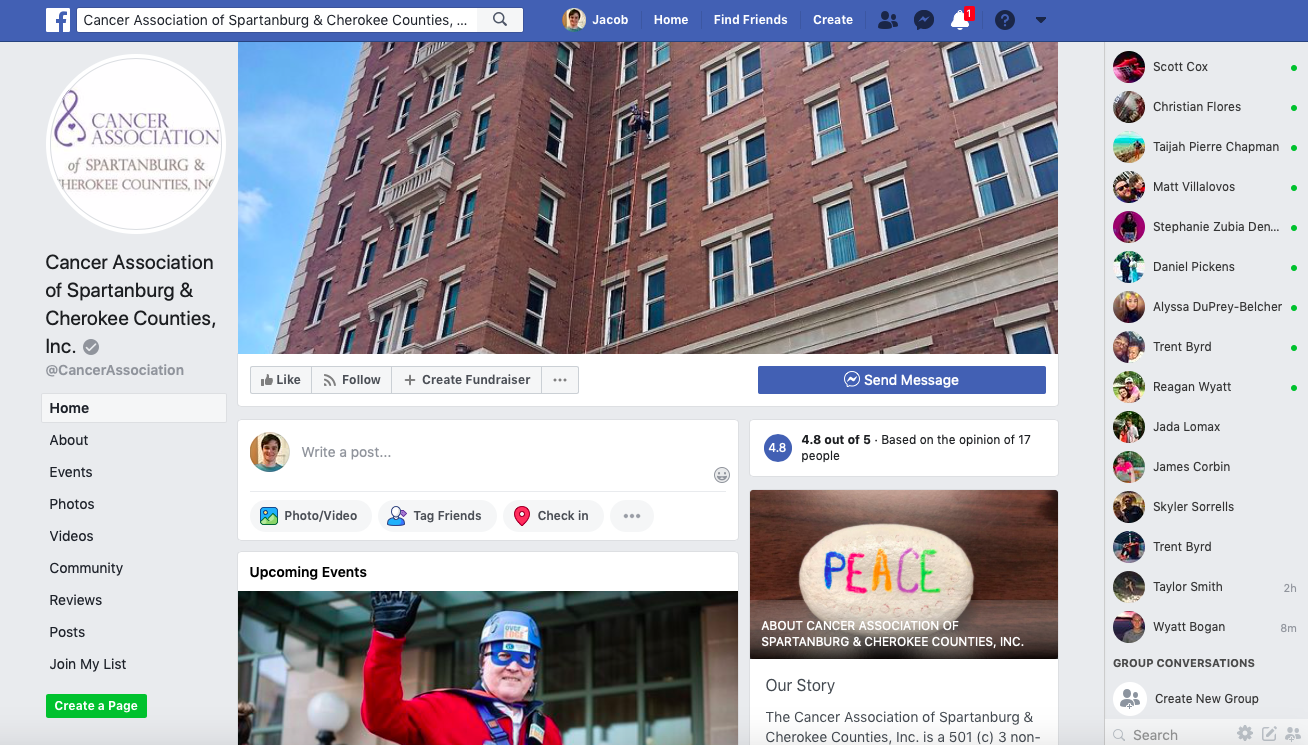 Cancer Association of Spartanburg & Cherokee Counties, ...
Jacob
Home
Find Friends
Create
1
CANCER
ASSOCIATION
of SPARTANBURG &
CHEROKEE COUNTIES, INC
Cancer Association
of Spartanburg &
Cherokee Counties,
Inc.
@CancerAssociation
Home
About
Events
Photos
Videos
Community
Reviews
Posts
Join My List
Create a Page
Like
Follow
Create Fundraiser
Send Message
Write a post...
Photo/Video
Tag Friends
Check in
Upcoming Events
OVER
EDGE
4.8
4.8 out of 5 · Based on the opinion of 17
people
PEACE
ABOUT CANCER ASSOCIATION OF
SPARTANBURG & CHEROKEE COUNTIES, INC.
Our Story
The Cancer Association of Spartanburg &
Cherokee Counties, Inc. is a 501 (c) 3 non-
Scott Cox
Christian Flores
Taijah Pierre Chapman
Matt Villalovos
Stephanie Zubia Den...
Daniel Pickens
Alyssa DuPrey-Belcher
Trent Byrd
Reagan Wyatt
Jada Lomax
James Corbin
Skyler Sorrells
Trent Byrd
Taylor Smith 2h
Wyatt Bogan 8m
GROUP CONVERSATIONS
Create New Group
Search